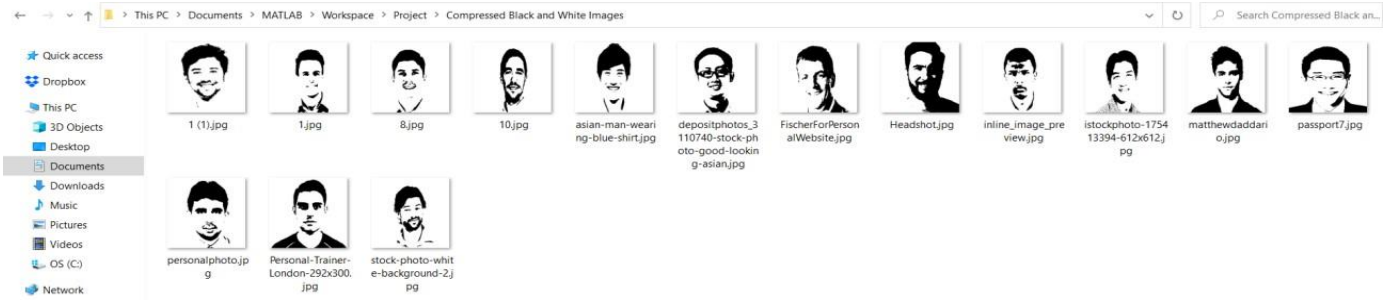 This PC > Documents > MATLAB > Workspace > Project > Compressed Black and White Images
Search Compressed Black an...
Quick access
Dropbox
This PC
3D Objects
Desktop
Documents
Downloads
Music
Pictures
Videos
OS (C:)
Network
1 (1).jpg
1.jpg
8.jpg
10.jpg
asian-man-weari
ng-blue-shirt.jpg
depositphotos_3
110740-stock-ph
oto-good-lookin
g-asian.jpg
FischerForPerson
alWebsite.jpg
Headshot.jpg
inline_image_pre
view.jpg
istockphoto-1754
13394-612x612.j
pg
matthewdaddari
o.jpg
passport7.jpg
personalphoto.jp
g
Personal-Trainer-
London-292x300.
jpg
stock-photo-whit
e-background-2.j
pg